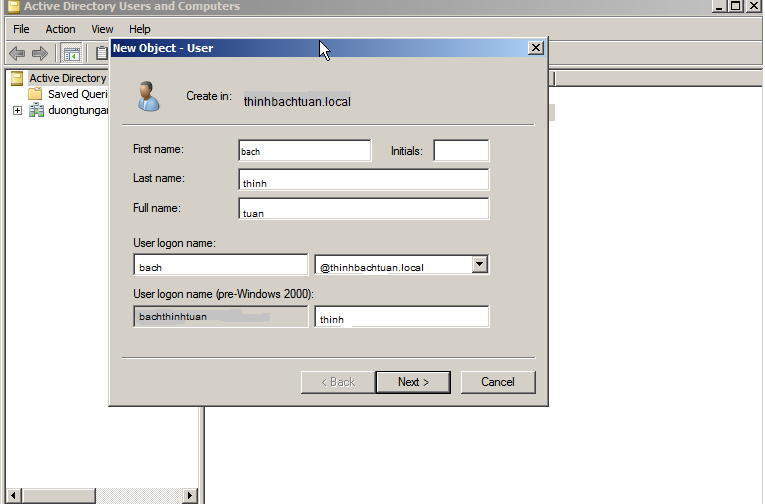 Active Directory Users and Computers
File Action View Help
New Object - User
Active Directory
Saved Queri
duongtungan
Create in: thinhbachtuan.local
First name: bach Initials:
Last name: thinh
Full name: tuan
User logon name:
bach @thinhbachtuan.local
User logon name (pre-Windows 2000):
bachthinhtuan thinh
< Back Next > Cancel